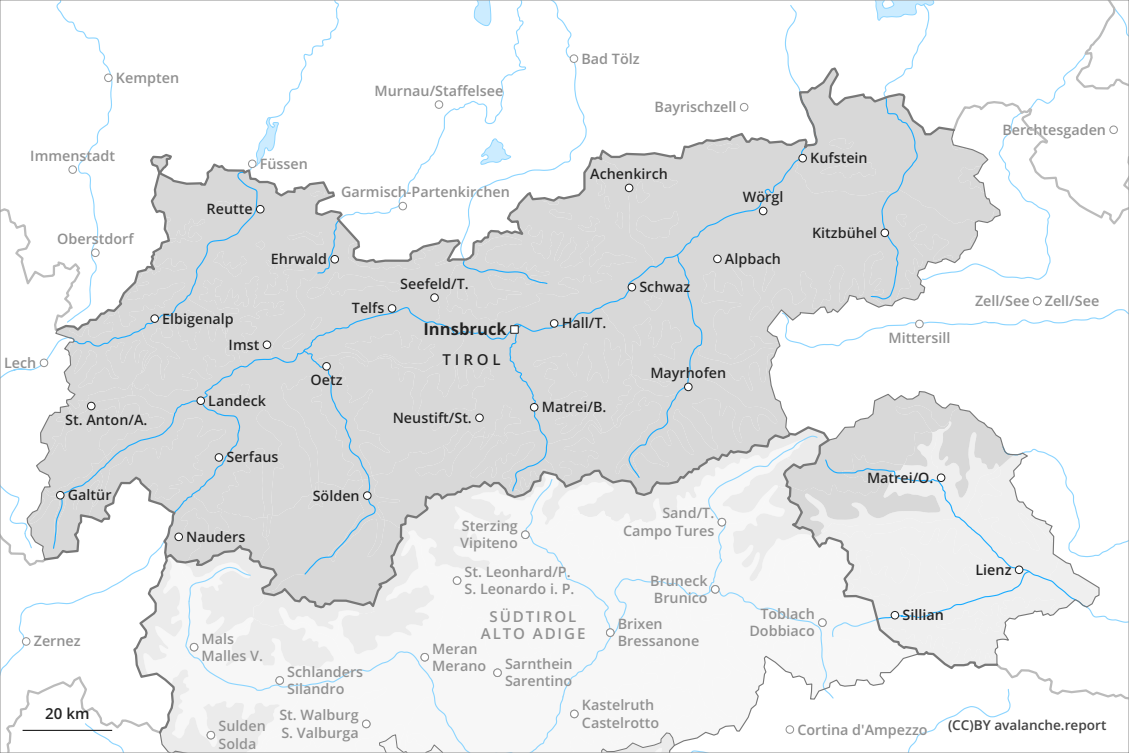 Kempten
Bad Tölz
Murnau/Staffelsee
Bayrischzell
Berchtesgaden
Immenstadt
Füssen
Kufstein
Achenkirch
Garmisch-Partenkirchen
Wörgl
Reutte
Kitzbühel
Oberstdorf
Ehrwald
Alpbach
Seefeld/T.
Schwaz
Zell/See
Zell/See
Telfs
Elbigenalp
Innsbruck
Hall/T.
Mittersill
Imst
TIROL
Lech
Oetz
Mayrhofen
Landeck
Matrei/B.
St. Anton/A.
Neustift/St.
Serfaus
Matrei/O.
Galtür
Sölden
Sand/T.
Campo Tures
Sterzing
Vipiteno
Nauders
Lienz
St. Leonhard/P.
S. Leonardo i. P.
Bruneck
Brunico
SÜDTIROL
ALTO ADIGE
Toblach
Dobbiaco
Sillian
Brixen
Bressanone
Zernez
Mals
Malles V.
Meran
Merano
Sarnthein
Sarentino
Schlanders
Silandro
Kastelruth
Castelrotto
20 km
St. Walburg
S. Valburga
Sulden
Solda
Cortina d'Ampezzo
(CC)BY avalanche.report